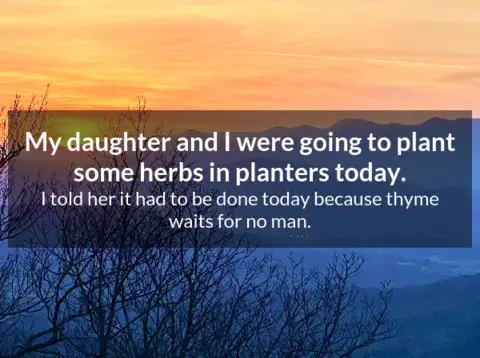 My daughter and I were going to plant
some herbs in planters today.
I told her it had to be done today because thyme
waits for no man.